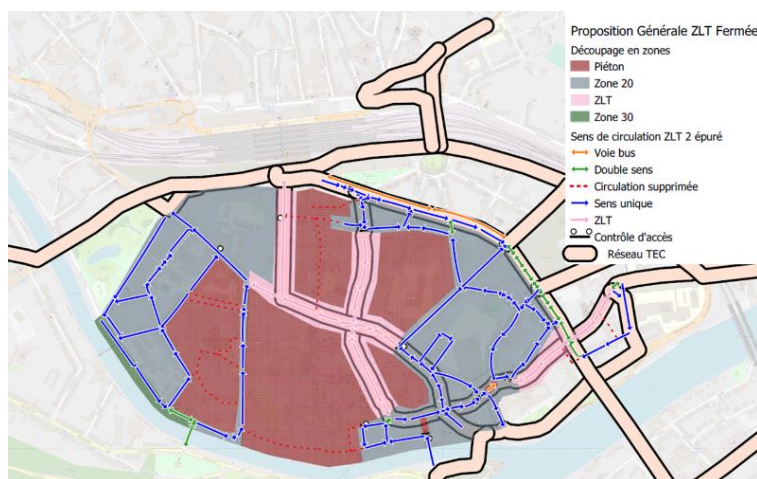 Proposition Générale ZLT Fermée
Découpage en zones
Piéton
Zone 20
ZLT
Zone 30
Sens de circulation ZLT 2 épuré
Voie bus
Double sens
Circulation supprimée
Sens unique
ZLT
Contrôle d'accès
Réseau TEC